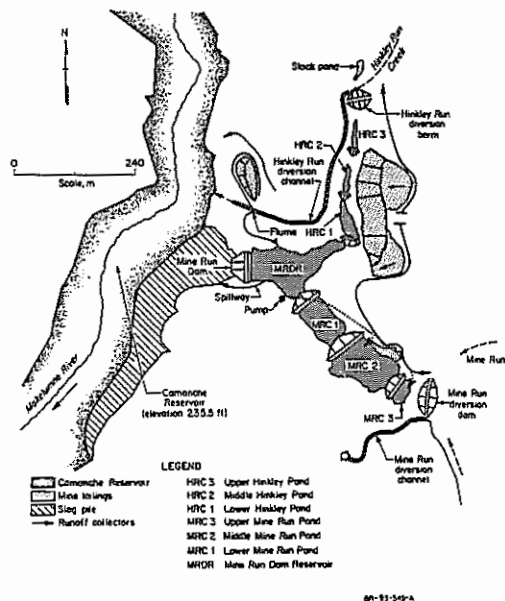 N
Stock pond
Hinkley Run
Creek
Hinkley Run
diversion
berm
HRC 3
HRC 2
Hinkley Run
diversion
channel
0 240
Scale, m
HRC 1
Flume
Mine Run
Dam
MRDR
Spillway
Pump
MRC 1
MRC 2
Mine Run
MRC 3
Mine Run
diversion
dam
Mokelumne River
Camanche
Reservoir
(elevation 235.5 ft)
Mine Run
diversion
channel
LEGEND
Camanche Reservoir
Mine tailings
Slag pile
Runoff collectors
HRC 3 Upper Hinkley Pond
HRC 2 Middle Hinkley Pond
HRC 1 Lower Hinkley Pond
MRC 3 Upper Mine Run Pond
MRC 2 Middle Mine Run Pond
MRC 1 Lower Mine Run Pond
MRDR Mine Run Dam Reservoir